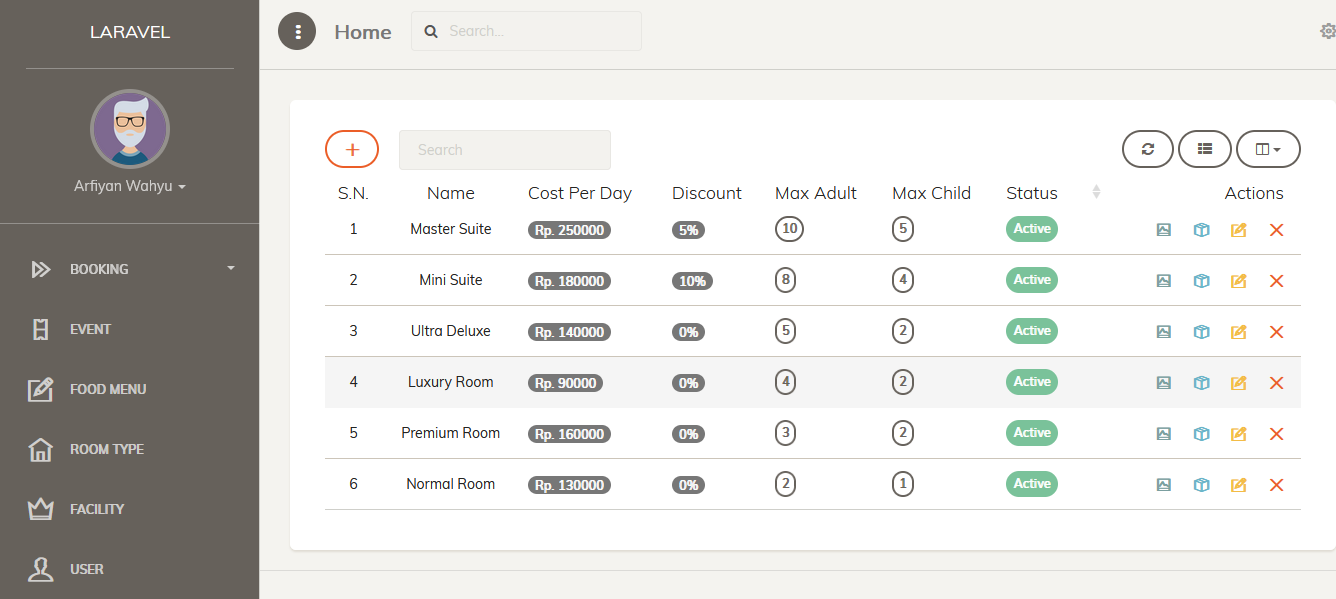 LARAVEL
Arfiyan Wahyu
BOOKING
EVENT
FOOD MENU
ROOM TYPE
FACILITY
USER
Home Search...
Search
S.N. Name Cost Per Day Discount Max Adult Max Child Status Actions
1 Master Suite Rp. 250000 5% 10 5 Active
2 Mini Suite Rp. 180000 10% 8 4 Active
3 Ultra Deluxe Rp. 140000 0% 5 2 Active
4 Luxury Room Rp. 90000 0% 4 2 Active
5 Premium Room Rp. 160000 0% 3 2 Active
6 Normal Room Rp. 130000 0% 2 1 Active